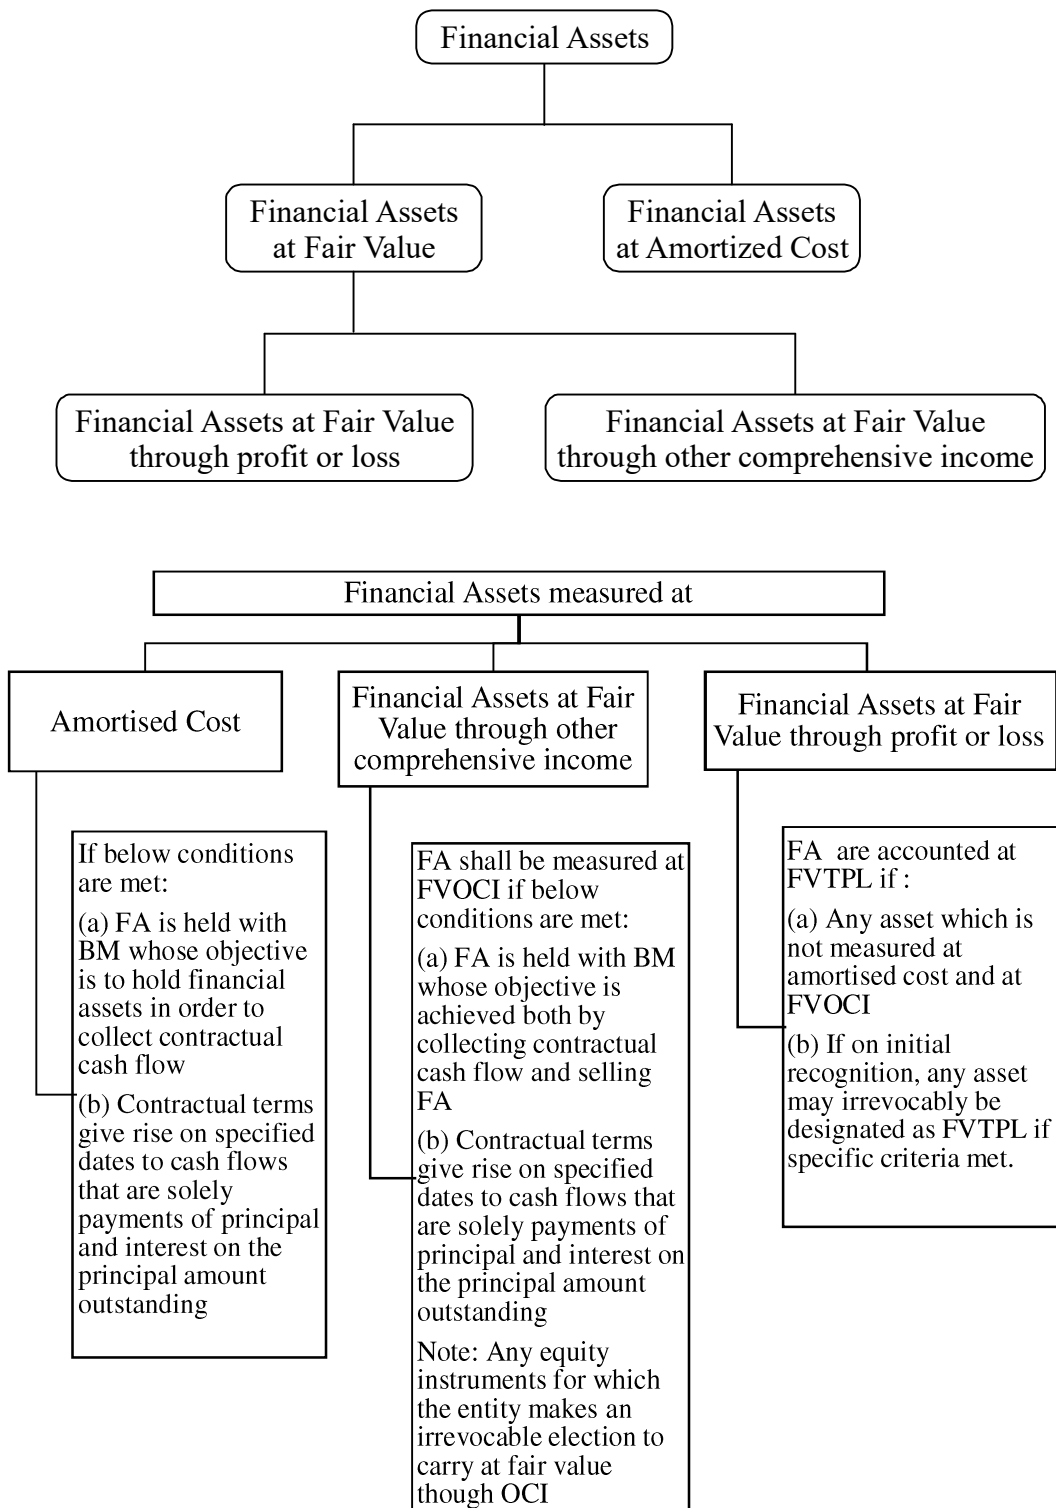 Financial Assets
Financial Assets
at Fair Value
Financial Assets
at Amortized Cost
Financial Assets at Fair Value
through profit or loss
Financial Assets at Fair Value
through other comprehensive income
Financial Assets measured at
Amortised Cost
Financial Assets at Fair
Value through other
comprehensive income
Financial Assets at Fair
Value through profit or loss
If below conditions
are met:
(a) FA is held with
BM whose objective
is to hold financial
assets in order to
collect contractual
cash flow
(b) Contractual terms
give rise on specified
dates to cash flows
that are solely
payments of principal
and interest on the
principal amount
outstanding
FA shall be measured at
FVOCI if below
conditions are met:
(a) FA is held with BM
whose objective is
achieved both by
collecting contractual
cash flow and selling
FA
(b) Contractual terms
give rise on specified
dates to cash flows that
are solely payments of
principal and interest on
the principal amount
outstanding
Note: Any equity
instruments for which
the entity makes an
irrevocable election to
carry at fair value
though OCI
FA are accounted at
FVTPL if :
(a) Any asset which is
not measured at
amortised cost and at
FVOCI
(b) If on initial
recognition, any asset
may irrevocably be
designated as FVTPL if
specific criteria met.